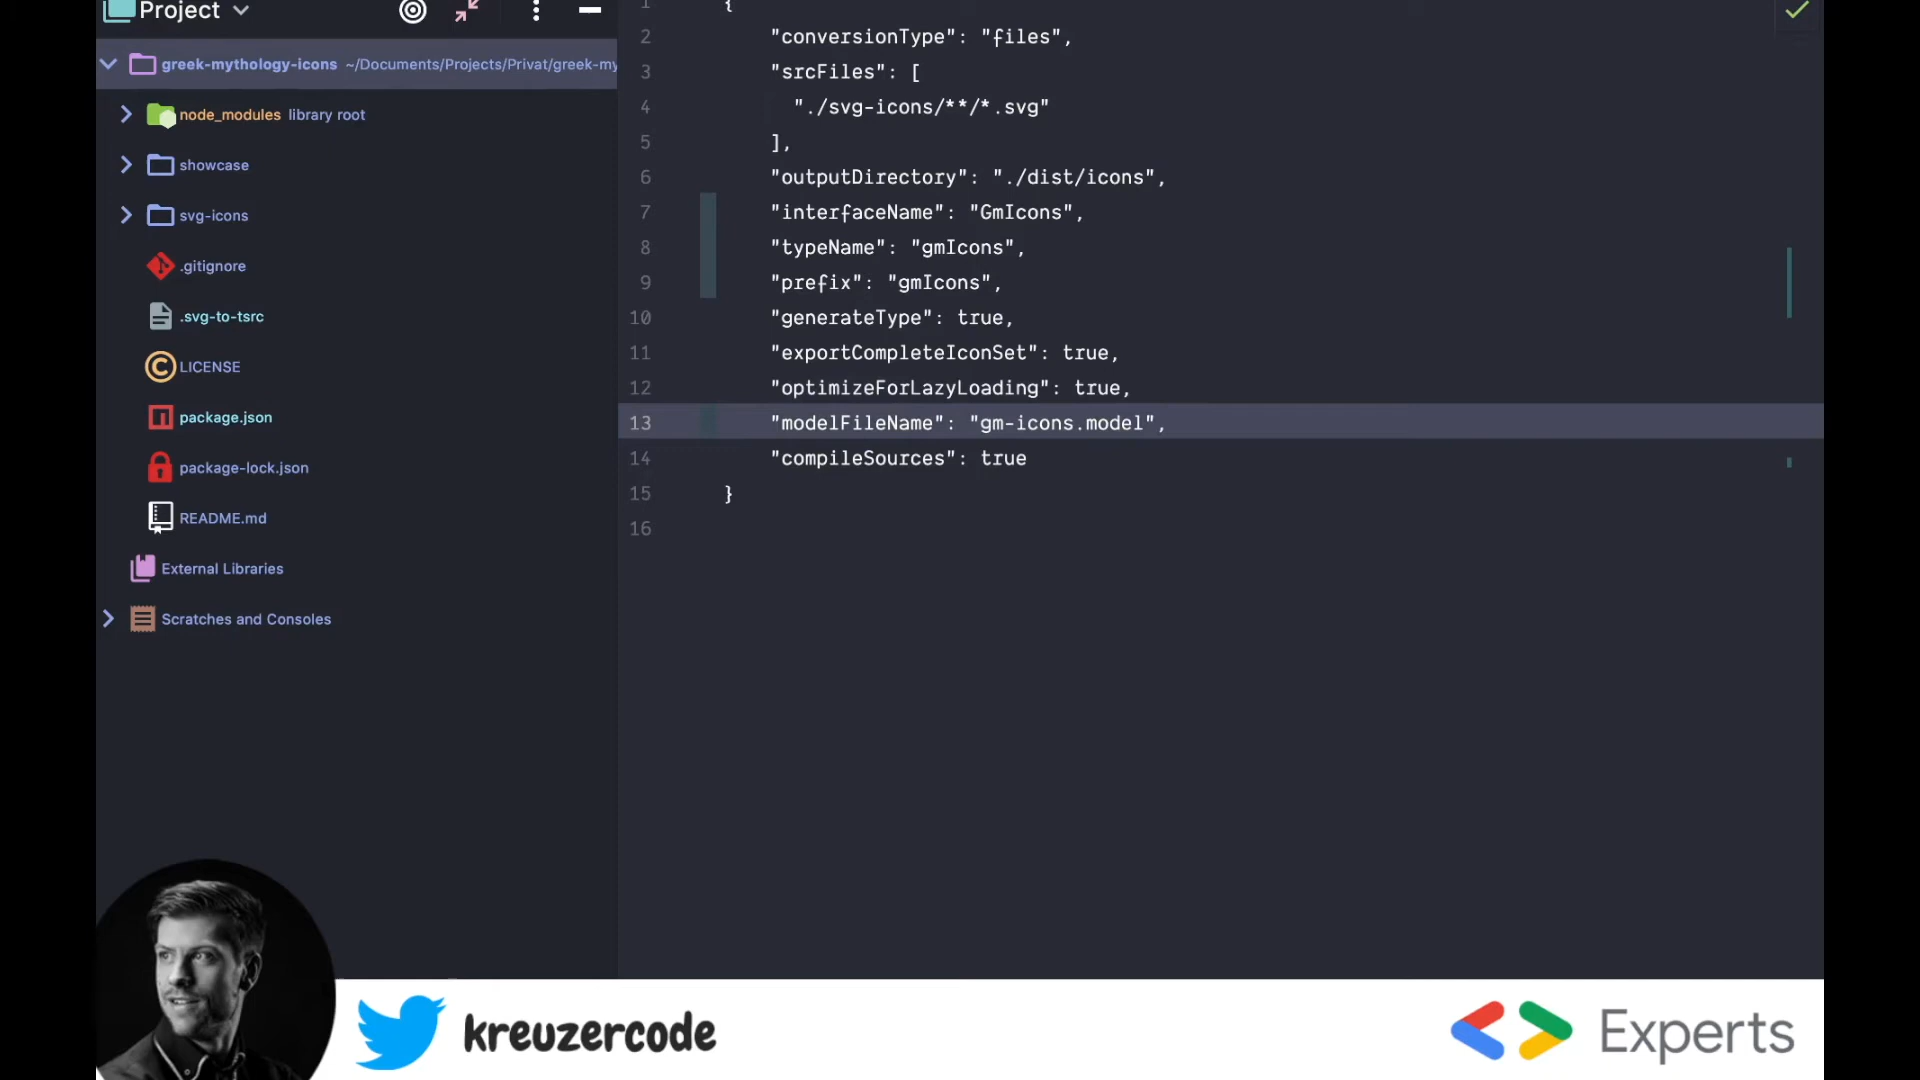 Project
greek-mythology-icons ~/Documents/Projects/Privat/greek-my
node_modules library root
showcase
svg-icons
.gitignore
.svg-to-tsrc
LICENSE
package.json
package-lock.json
README.md
External Libraries
Scratches and Consoles
1 {
2 "conversionType": "files",
3 "srcFiles": [
4 "./svg-icons/**/*.svg"
5 ],
6 "outputDirectory": "./dist/icons",
7 "interfaceName": "GmIcons",
8 "typeName": "gmIcons",
9 "prefix": "gmIcons",
10 "generateType": true,
11 "exportCompleteIconSet": true,
12 "optimizeForLazyLoading": true,
13 "modelFileName": "gm-icons.model",
14 "compileSources": true
15 }
16
kreuzercode
Experts